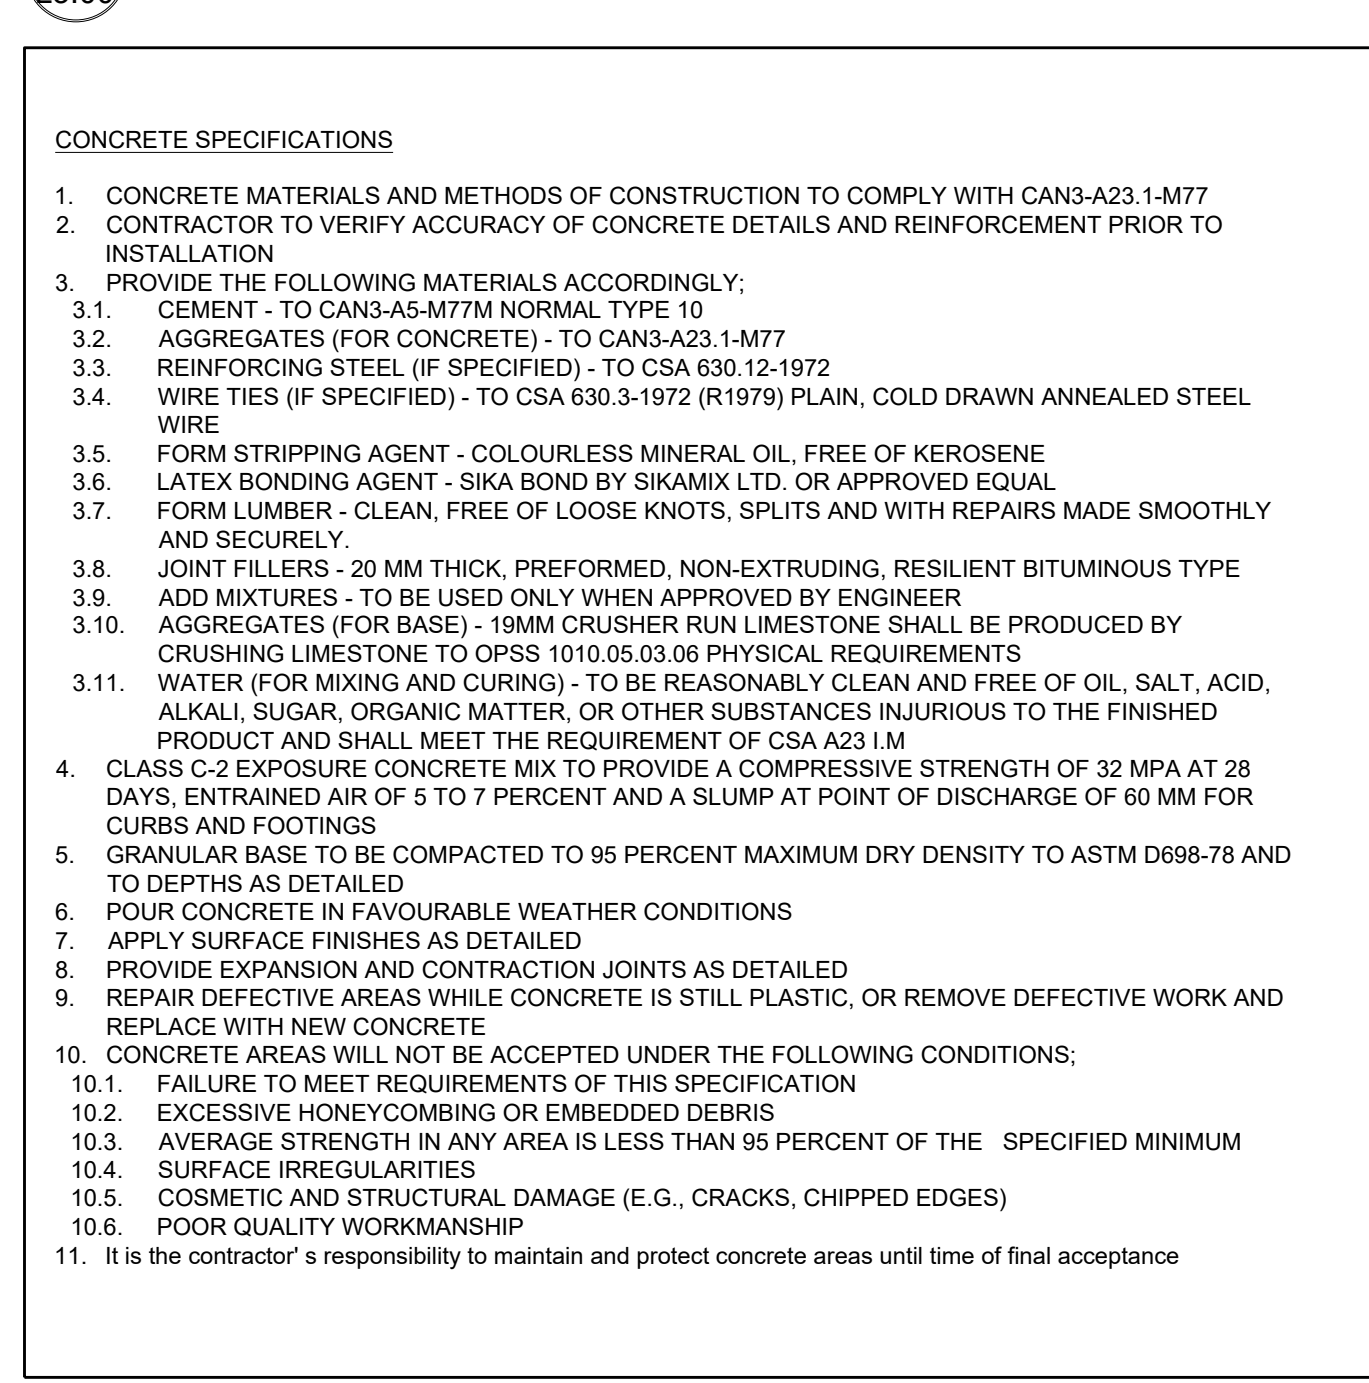 CONCRETE SPECIFICATIONS
1. CONCRETE MATERIALS AND METHODS OF CONSTRUCTION TO COMPLY WITH CAN3-A23.1-M77
2. CONTRACTOR TO VERIFY ACCURACY OF CONCRETE DETAILS AND REINFORCEMENT PRIOR TO
INSTALLATION
3. PROVIDE THE FOLLOWING MATERIALS ACCORDINGLY;
3.1. CEMENT - TO CAN3-A5-M77M NORMAL TYPE 10
3.2. AGGREGATES (FOR CONCRETE) - TO CAN3-A23.1-M77
3.3. REINFORCING STEEL (IF SPECIFIED) - TO CSA 630.12-1972
3.4. WIRE TIES (IF SPECIFIED) - TO CSA 630.3-1972 (R1979) PLAIN, COLD DRAWN ANNEALED STEEL
WIRE
3.5. FORM STRIPPING AGENT - COLOURLESS MINERAL OIL, FREE OF KEROSENE
3.6. LATEX BONDING AGENT - SIKA BOND BY SIKAMIX LTD. OR APPROVED EQUAL
3.7. FORM LUMBER - CLEAN, FREE OF LOOSE KNOTS, SPLITS AND WITH REPAIRS MADE SMOOTHLY
AND SECURELY.
3.8. JOINT FILLERS - 20 MM THICK, PREFORMED, NON-EXTRUDING, RESILIENT BITUMINOUS TYPE
3.9. ADD MIXTURES - TO BE USED ONLY WHEN APPROVED BY ENGINEER
3.10. AGGREGATES (FOR BASE) - 19MM CRUSHER RUN LIMESTONE SHALL BE PRODUCED BY
CRUSHING LIMESTONE TO OPSS 1010.05.03.06 PHYSICAL REQUIREMENTS
3.11. WATER (FOR MIXING AND CURING) - TO BE REASONABLY CLEAN AND FREE OF OIL, SALT, ACID,
ALKALI, SUGAR, ORGANIC MATTER, OR OTHER SUBSTANCES INJURIOUS TO THE FINISHED
PRODUCT AND SHALL MEET THE REQUIREMENT OF CSA A23 I.M
4. CLASS C-2 EXPOSURE CONCRETE MIX TO PROVIDE A COMPRESSIVE STRENGTH OF 32 MPA AT 28
DAYS, ENTRAINED AIR OF 5 TO 7 PERCENT AND A SLUMP AT POINT OF DISCHARGE OF 60 MM FOR
CURBS AND FOOTINGS
5. GRANULAR BASE TO BE COMPACTED TO 95 PERCENT MAXIMUM DRY DENSITY TO ASTM D698-78 AND
TO DEPTHS AS DETAILED
6. POUR CONCRETE IN FAVOURABLE WEATHER CONDITIONS
7. APPLY SURFACE FINISHES AS DETAILED
8. PROVIDE EXPANSION AND CONTRACTION JOINTS AS DETAILED
9. REPAIR DEFECTIVE AREAS WHILE CONCRETE IS STILL PLASTIC, OR REMOVE DEFECTIVE WORK AND
REPLACE WITH NEW CONCRETE
10. CONCRETE AREAS WILL NOT BE ACCEPTED UNDER THE FOLLOWING CONDITIONS;
10.1. FAILURE TO MEET REQUIREMENTS OF THIS SPECIFICATION
10.2. EXCESSIVE HONEYCOMBING OR EMBEDDED DEBRIS
10.3. AVERAGE STRENGTH IN ANY AREA IS LESS THAN 95 PERCENT OF THE SPECIFIED MINIMUM
10.4. SURFACE IRREGULARITIES
10.5. COSMETIC AND STRUCTURAL DAMAGE (E.G., CRACKS, CHIPPED EDGES)
10.6. POOR QUALITY WORKMANSHIP
11. It is the contractor' s responsibility to maintain and protect concrete areas until time of final acceptance